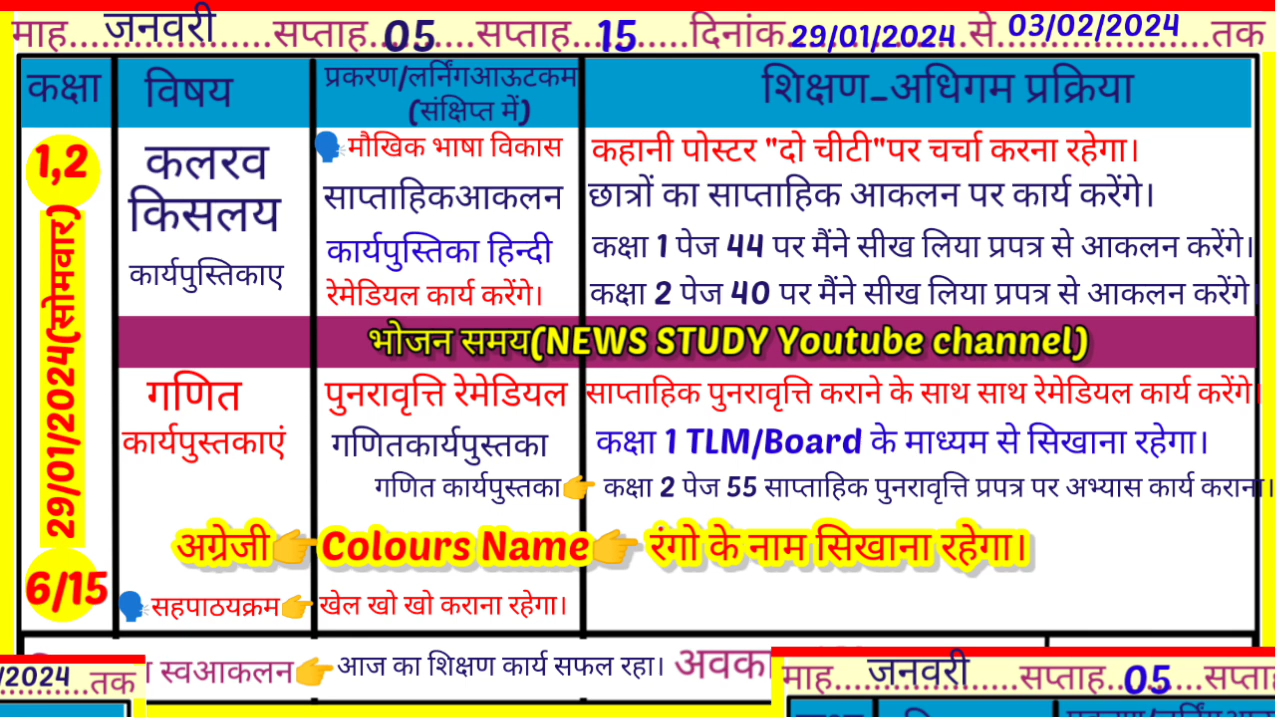 माह....जनवरी....सप्ताह..05....सप्ताह..15.....दिनांक.29/01/2024..से.03/02/2024...तक
कक्षा विषय प्रकरण/लर्निंगआऊटकम (संक्षिप्त में) शिक्षण-अधिगम प्रक्रिया
1,2
29/01/2024(सोमवार)
6/15
कलरव
किसलय
कार्यपुस्तिकाए
🗣मौखिक भाषा विकास
साप्ताहिकआकलन
कार्यपुस्तिका हिन्दी
रेमेडियल कार्य करेंगे।
कहानी पोस्टर "दो चीटी"पर चर्चा करना रहेगा।
छात्रों का साप्ताहिक आकलन पर कार्य करेंगे।
कक्षा 1 पेज 44 पर मैंने सीख लिया प्रपत्र से आकलन करेंगे।
कक्षा 2 पेज 40 पर मैंने सीख लिया प्रपत्र से आकलन करेंगे
भोजन समय(NEWS STUDY Youtube channel)
गणित
कार्यपुस्तकाएं
पुनरावृत्ति रेमेडियल
गणितकार्यपुस्तका
गणित कार्यपुस्तका👉
साप्ताहिक पुनरावृत्ति कराने के साथ साथ रेमेडियल कार्य करेंगे
कक्षा 1 TLM/Board के माध्यम से सिखाना रहेगा।
कक्षा 2 पेज 55 साप्ताहिक पुनरावृत्ति प्रपत्र पर अभ्यास कार्य कराना।
अग्रेजी👉Colours Name👉 रंगो के नाम सिखाना रहेगा।
🗣सहपाठयक्रम👉खेल खो खो कराना रहेगा।
स्वआकलन👉आज का शिक्षण कार्य सफल रहा।
/2024......तक
माह....जनवरी....सप्ताह..05....